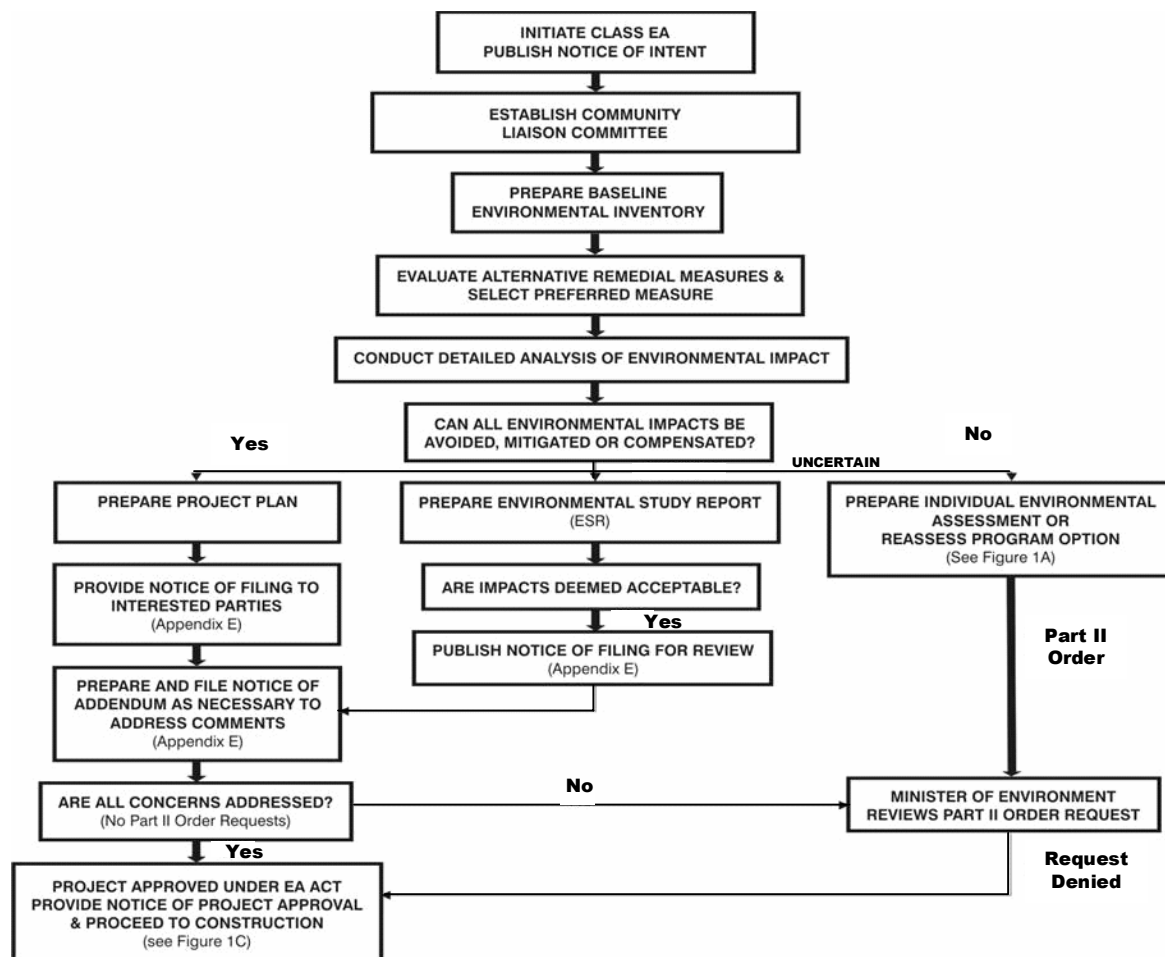 INITIATE CLASS EA
PUBLISH NOTICE OF INTENT
ESTABLISH COMMUNITY
LIAISON COMMITTEE
PREPARE BASELINE
ENVIRONMENTAL INVENTORY
EVALUATE ALTERNATIVE REMEDIAL MEASURES &
SELECT PREFERRED MEASURE
CONDUCT DETAILED ANALYSIS OF ENVIRONMENTAL IMPACT
CAN ALL ENVIRONMENTAL IMPACTS BE
AVOIDED, MITIGATED OR COMPENSATED?
Yes
No
UNCERTAIN
PREPARE PROJECT PLAN
PREPARE ENVIRONMENTAL STUDY REPORT
(ESR)
PREPARE INDIVIDUAL ENVIRONMENTAL
ASSESSMENT OR
REASSESS PROGRAM OPTION
(See Figure 1A)
PROVIDE NOTICE OF FILING TO
INTERESTED PARTIES
(Appendix E)
ARE IMPACTS DEEMED ACCEPTABLE?
Yes
PUBLISH NOTICE OF FILING FOR REVIEW
(Appendix E)
Part II
Order
PREPARE AND FILE NOTICE OF
ADDENDUM AS NECESSARY TO
ADDRESS COMMENTS
(Appendix E)
ARE ALL CONCERNS ADDRESSED?
(No Part II Order Requests)
No
MINISTER OF ENVIRONMENT
REVIEWS PART II ORDER REQUEST
Yes
Request
Denied
PROJECT APPROVED UNDER EA ACT
PROVIDE NOTICE OF PROJECT APPROVAL
& PROCEED TO CONSTRUCTION
(see Figure 1C)